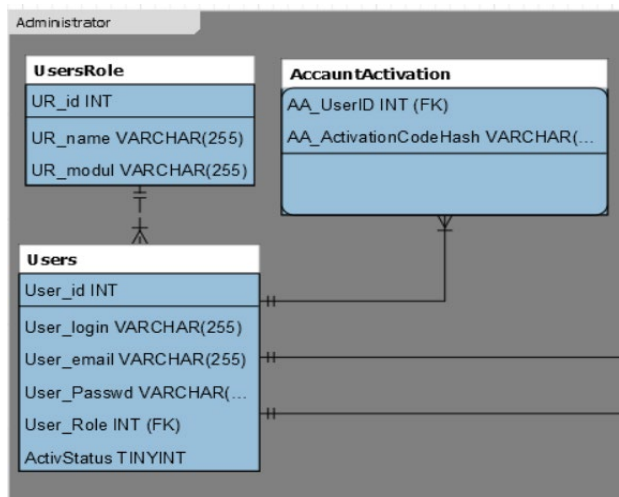 Administrator
UsersRole
UR_id INT
UR_name VARCHAR(255)
UR_modul VARCHAR(255)
AccauntActivation
AA_UserID INT (FK)
AA_ActivationCodeHash VARCHAR(...
Users
User_id INT
User_login VARCHAR(255)
User_email VARCHAR(255)
User_Passwd VARCHAR(...
User_Role INT (FK)
ActivStatus TINYINT